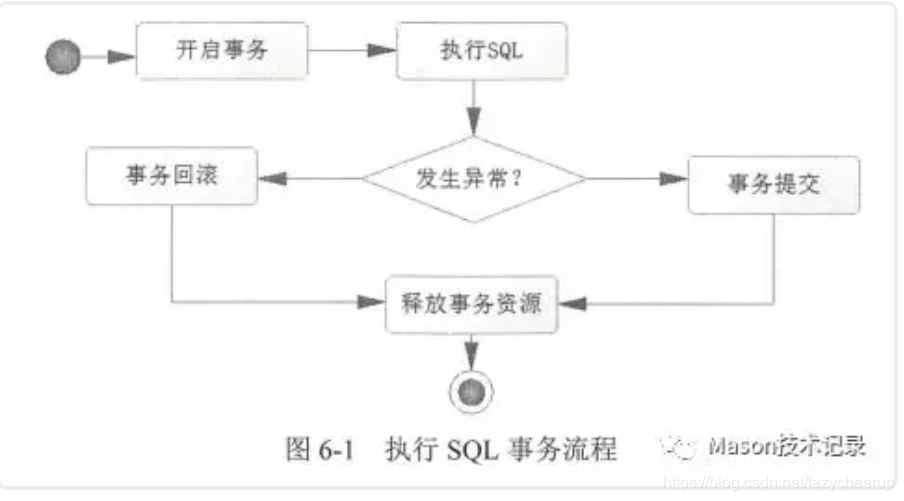 开启事务
执行SQL
发生异常?
事务回滚
事务提交
释放事务资源
图 6-1 执行 SQL 事务流程
Mason技术记录
https://blog.csdn.net/lazycheerup